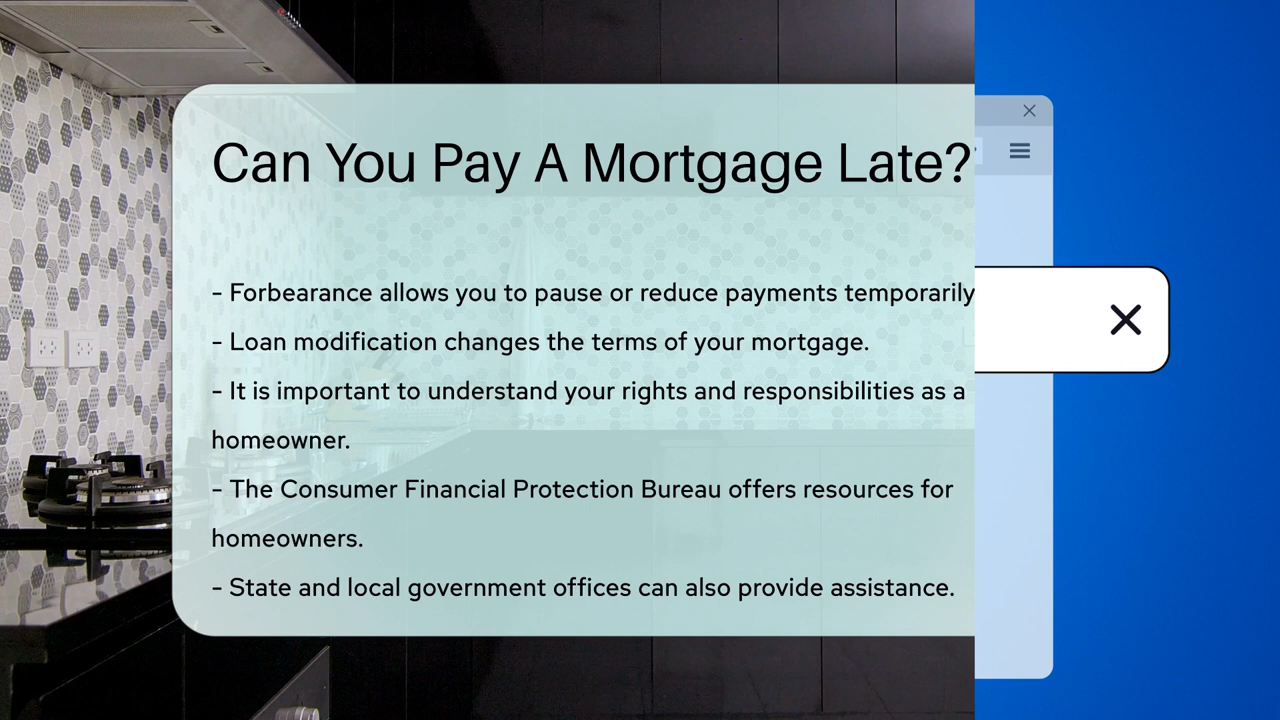 Can You Pay A Mortgage Late?
- Forbearance allows you to pause or reduce payments temporarily
- Loan modification changes the terms of your mortgage.
- It is important to understand your rights and responsibilities as a
homeowner.
- The Consumer Financial Protection Bureau offers resources for
homeowners.
- State and local government offices can also provide assistance.